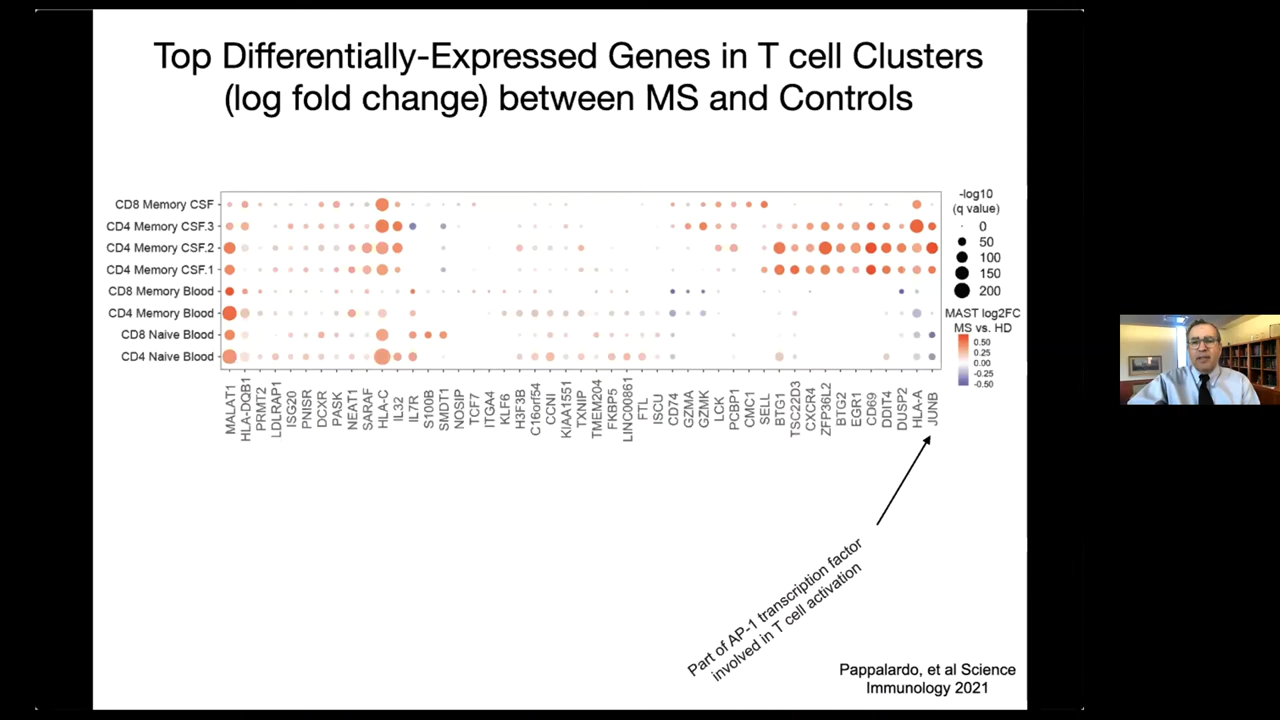 Top Differentially-Expressed Genes in T cell Clusters
(log fold change) between MS and Controls
CD8 Memory CSF
CD4 Memory CSF.3
CD4 Memory CSF.2
CD4 Memory CSF.1
CD8 Memory Blood
CD4 Memory Blood
CD8 Naive Blood
CD4 Naive Blood
MALAT1
HLA-DQB1
PRMT2
LDLRAP1
ISG20
PNISR
DCXR
PASK
NEAT1
SARAF
HLA-C
IL32
IL7R
S100B
SMDT1
NOSIP
TCF7
ITGA4
KLF6
H3F3B
C16orf54
CCNI
KIAA1551
TXNIP
TMEM204
FKBP5
LINC00861
FTL
ISCU
CD74
GZMA
GZMK
LCK
PCBP1
CMC1
SELL
BTG1
TSC22D3
CXCR4
ZFP36L2
BTG2
EGR1
CD69
DDIT4
DUSP2
HLA-A
JUNB
-log10
(q value)
0
50
100
150
200
MAST log2FC
MS vs. HD
0.50
0.25
0.00
-0.25
-0.50
Part of AP-1 transcription factor
involved in T cell activation
Pappalardo, et al Science
Immunology 2021